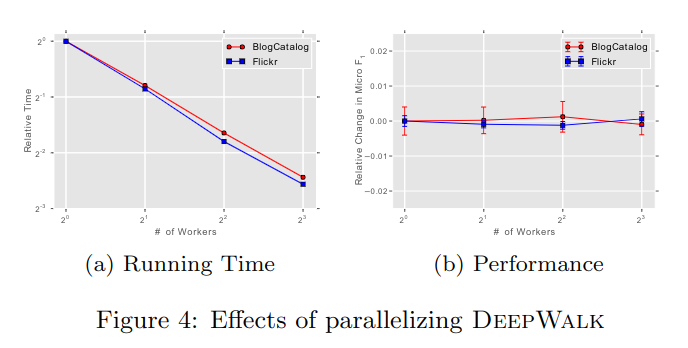 2^0
2^-1
2^-2
2^-3
Relative Time
BlogCatalog
Flickr
2^0 2^1 2^2 2^3
# of Workers
(a) Running Time
0.02
0.01
0.00
−0.01
−0.02
Relative Change in Micro F_1
BlogCatalog
Flickr
2^0 2^1 2^2 2^3
# of Workers
(b) Performance
Figure 4: Effects of parallelizing DEEPWALK